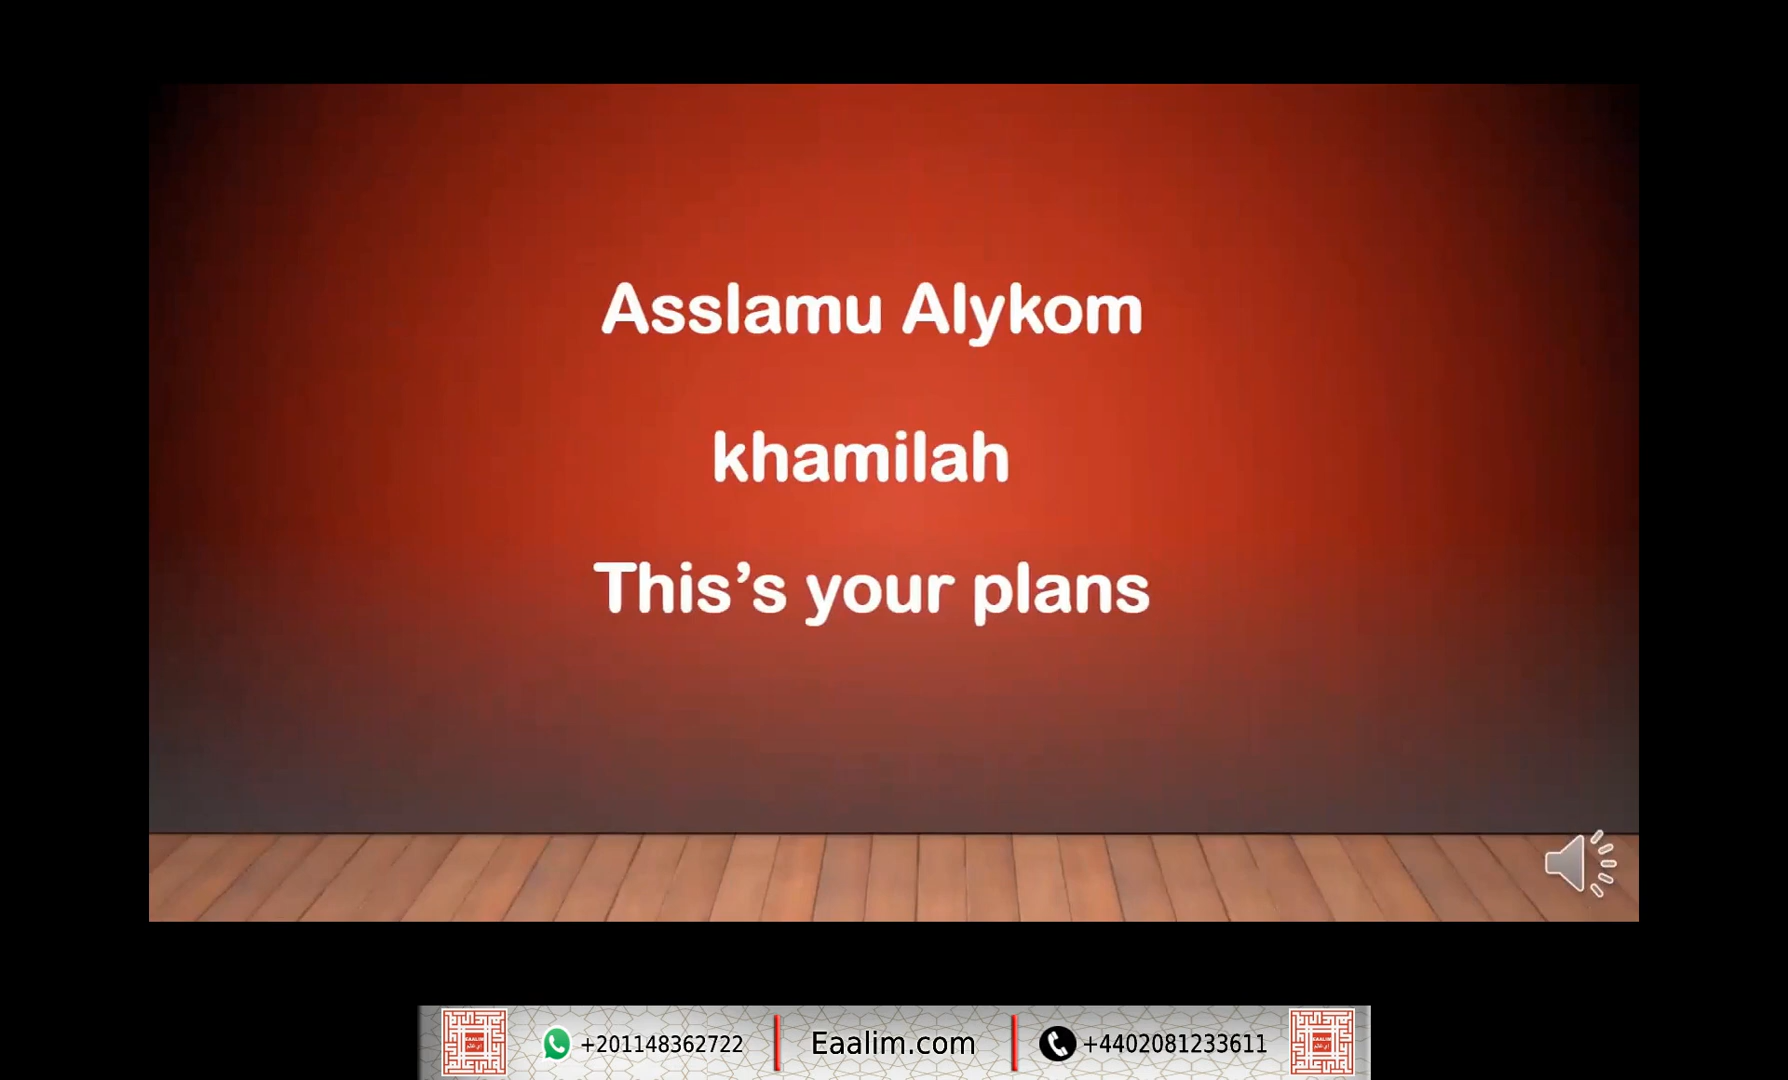 Asslamu Alykom
khamilah
This’s your plans
+201148362722
Eaalim.com
+4402081233611